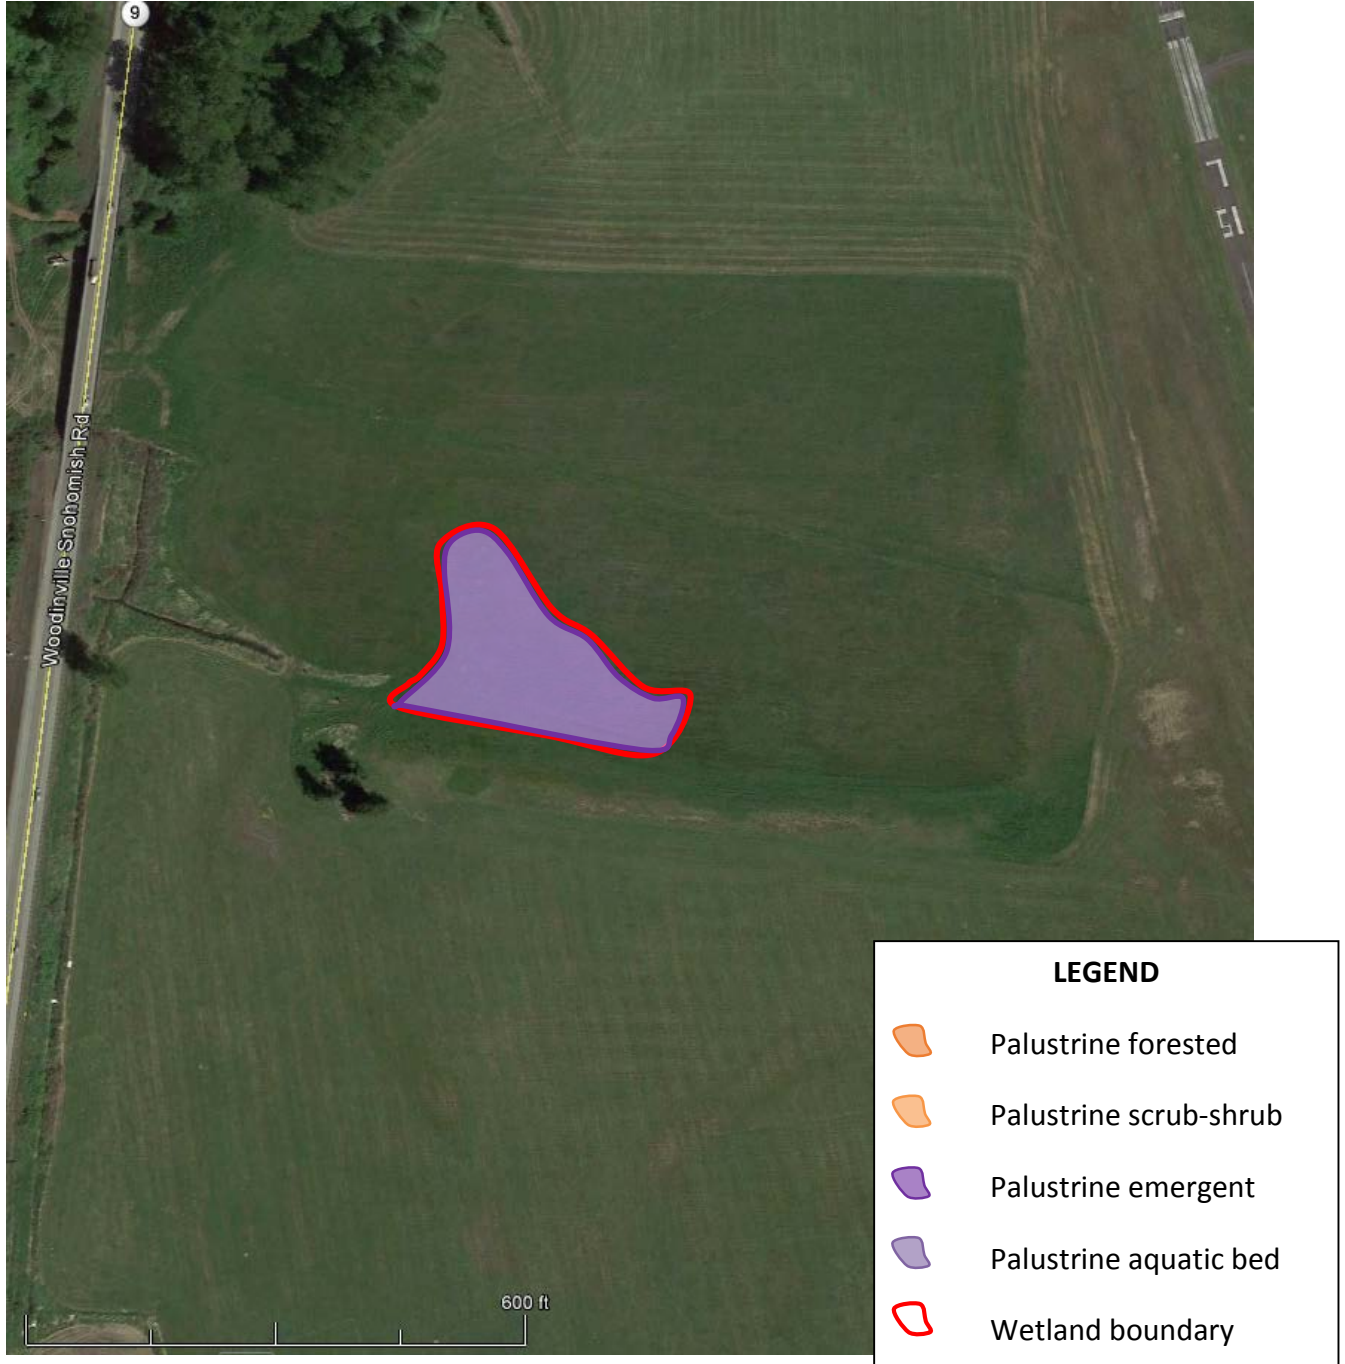 9
15
Woodinville Snohomish Rd
600 ft
LEGEND
Palustrine forested
Palustrine scrub-shrub
Palustrine emergent
Palustrine aquatic bed
Wetland boundary